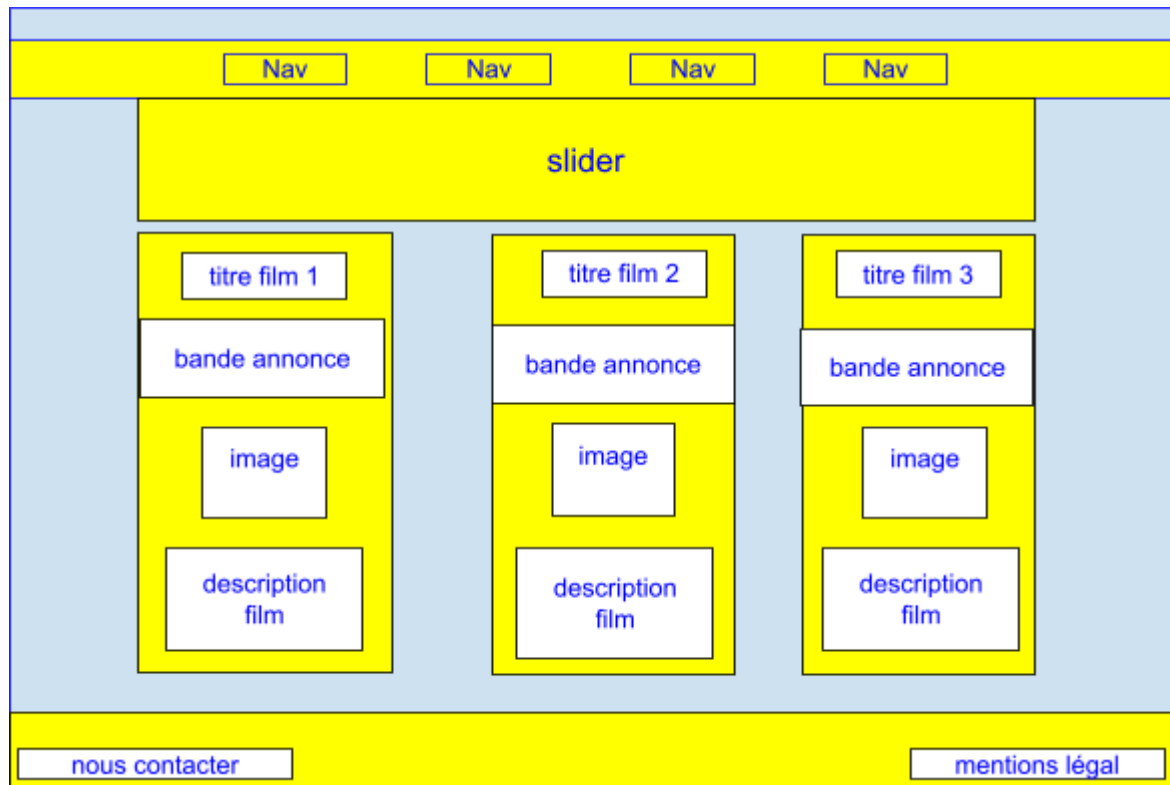 Nav Nav Nav Nav
slider
titre film 1
bande annonce
image
description
film
titre film 2
bande annonce
image
description
film
titre film 3
bande annonce
image
description
film
nous contacter
mentions légal